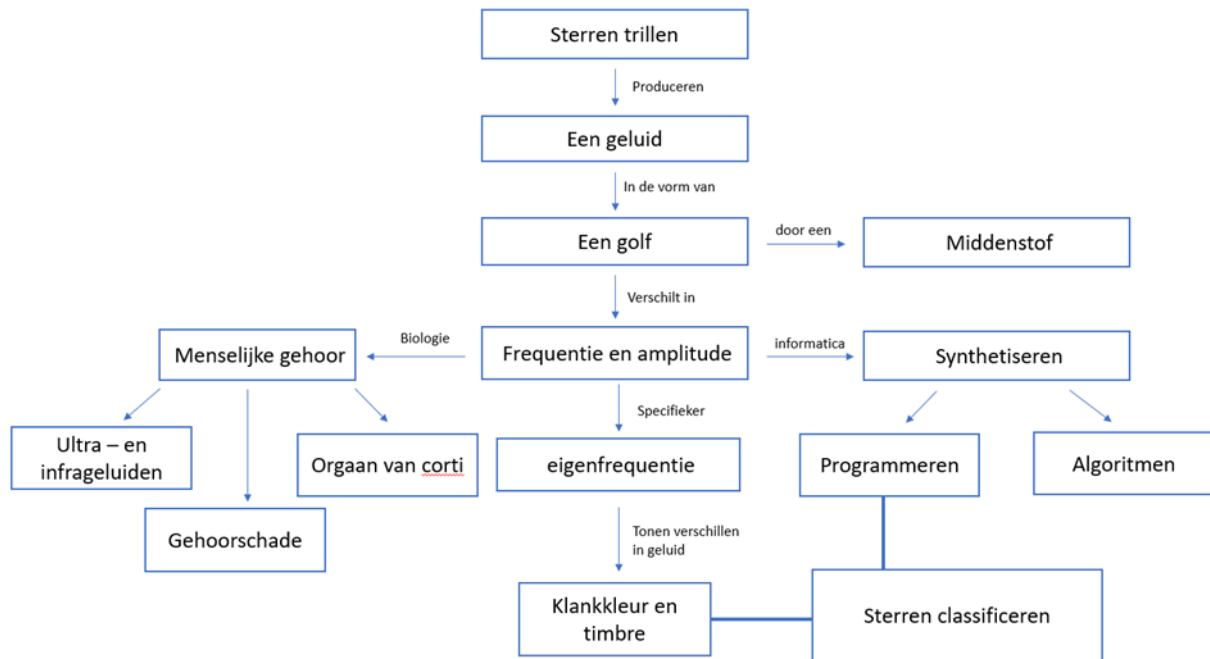 Sterren trillen
Produceren
Een geluid
In de vorm van
Een golf
door een
Middenstof
Verschilt in
Menselijke gehoor
Biologie
Frequentie en amplitude
informatica
Synthetiseren
Specifieker
Ultra – en
infrageluiden
Orgaan van corti
eigenfrequentie
Programmeren
Algoritmen
Gehoorschade
Tonen verschillen
in geluid
Klankkleur en
timbre
Sterren classificeren